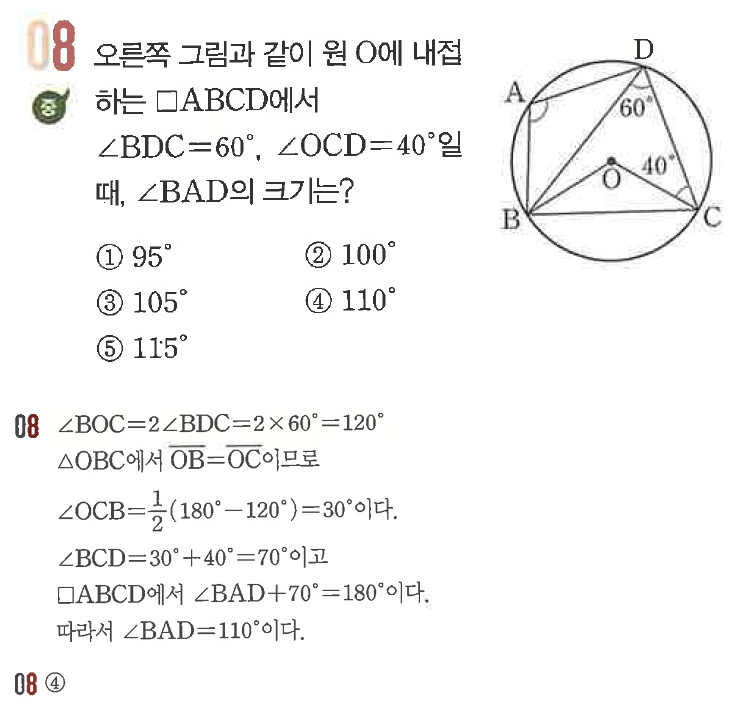 08 오른쪽 그림과 같이 원 O에 내접
중 하는 □ABCD에서
∠BDC=60°, ∠OCD=40°일
때, ∠BAD의 크기는?
① 95° ② 100°
③ 105° ④ 110°
⑤ 115°
D
A
60°
40°
O
B
C
08 ∠BOC=2∠BDC=2×60°=120°
△OBC에서 \overline{OB}=\overline{OC}이므로
∠OCB=\frac{1}{2}(180°-120°)=30°이다.
∠BCD=30°+40°=70°이고
□ABCD에서 ∠BAD+70°=180°이다.
따라서 ∠BAD=110°이다.
08 ④